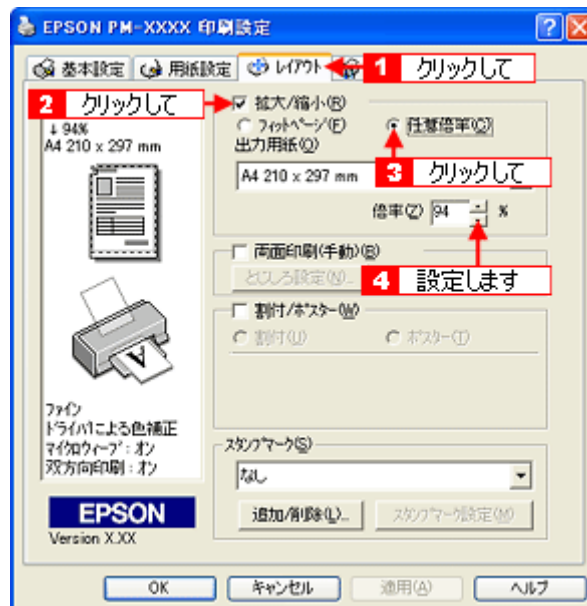 EPSON PM-XXXX 印刷設定
基本設定 用紙設定 レイアウト 1 クリックして
2 クリックして
拡大/縮小(R)
↓ 94%
A4 210 x 297 mm
フィットページ(F) 任意倍率(C)
出力用紙(O)
A4 210 x 297 mm
3 クリックして
倍率(Z) 94 %
両面印刷(手動)(B)
とじしろ設定(N)...
4 設定します
割付/ポスター(W)
割付(U) ポスター(T)
ファイン
ドライバによる色補正
マイクロウィーブ:オン
双方向印刷:オン
スタンプマーク(S)
なし
追加/削除(L)... スタンプマーク設定(M)
EPSON
Version X.XX
OK キャンセル 適用(A) ヘルプ